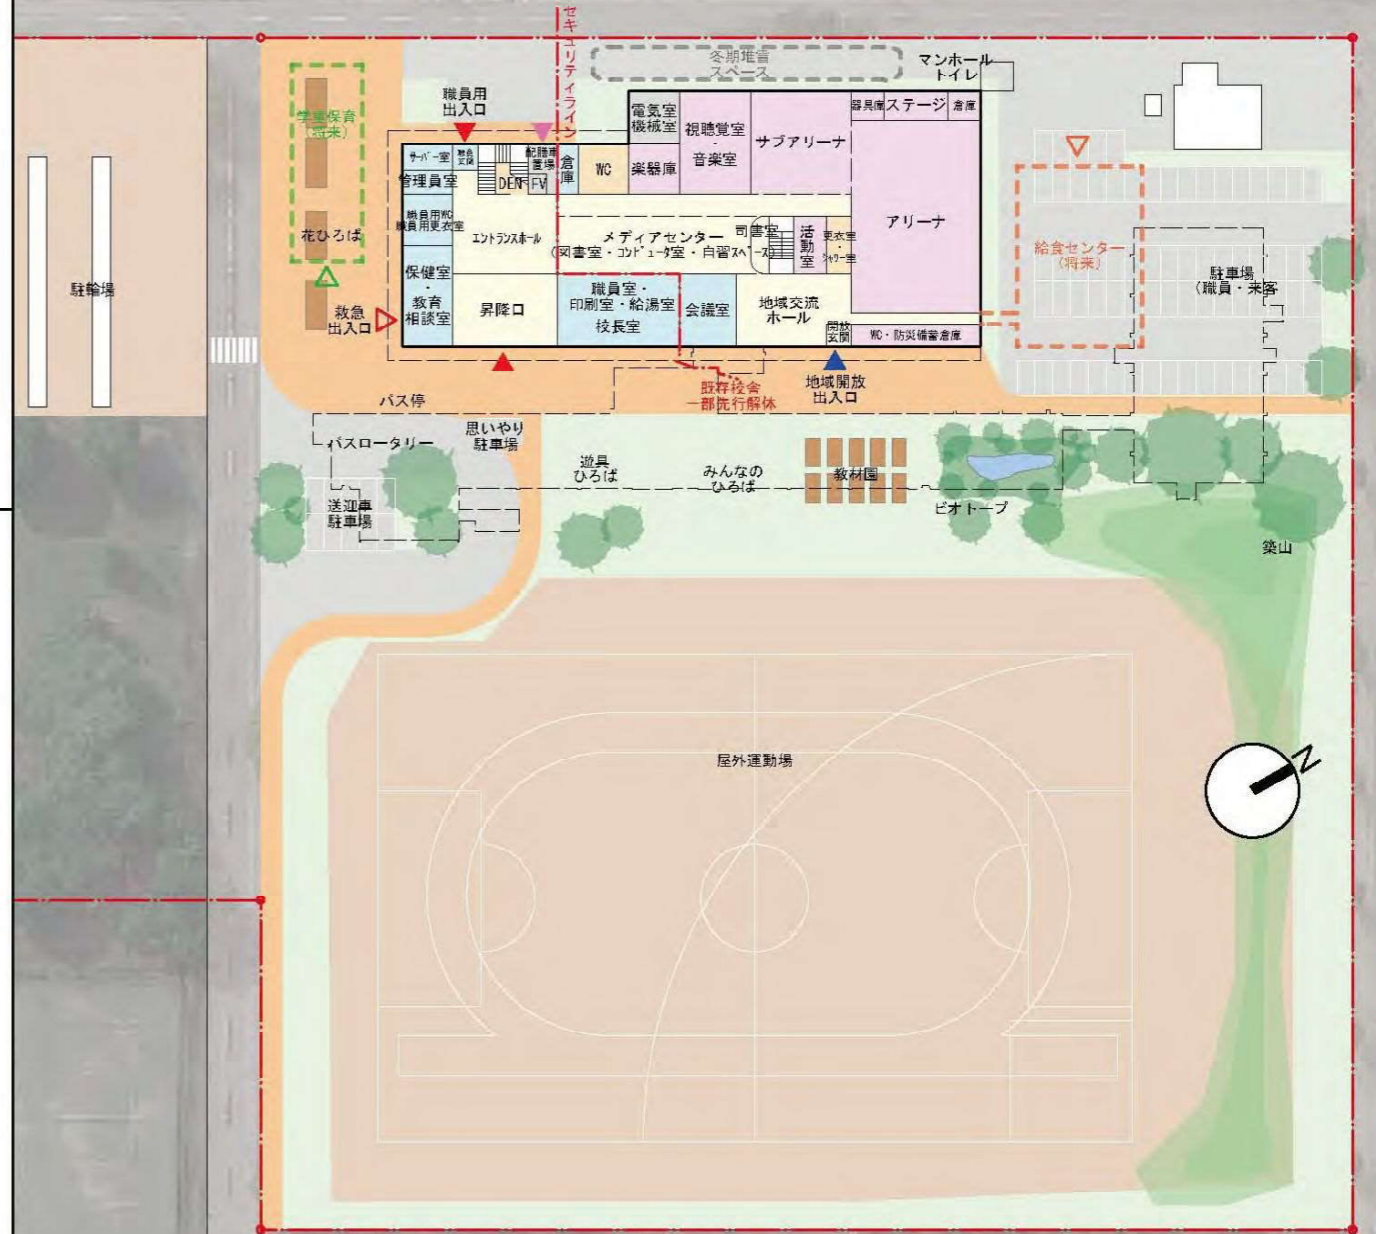 セキュリティライン
冬期堆雪
スペース
マンホール
トイレ
職員用
出入口
学童保育
(将来)
花ひろば
駐輪場
救急
出入口
サーバー室
管理員室
職員用WC
職員用更衣室
保健室
・
教育
相談室
DEN
EV
倉
庫
WC
電気室
機械室
楽器庫
視聴覚室
・
音楽室
サブアリーナ
器具庫
ステージ
倉庫
アリーナ
エントランスホール
メディアセンター
(図書室・コンピュータ室・自習スペース)
司書室
活
動
室
更衣室
・
シャワー室
昇降口
職員室・
印刷室・給湯室
校長室
会議室
地域交流
ホール
開放
玄関
WC・防災備蓄倉庫
給食センター
(将来)
駐車場
(職員・来客
既存校舎
一部先行解体
地域開放
出入口
バス停
バスロータリー
思いやり
駐車場
送迎車
駐車場
遊具
ひろば
みんなの
ひろば
教材園
ビオトープ
築山
屋外運動場
N